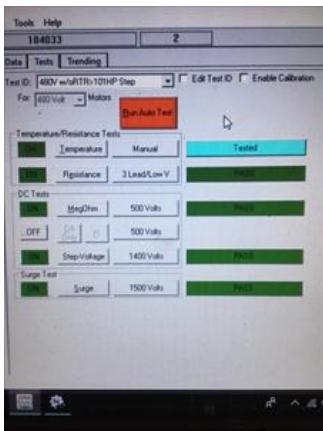 Tools Help
104033 2
Data Tests Trending
Test ID: 480V w/oRTR>101HP Step Edit Test ID Enable Calibration
For: 480 Volt Motors
Run Auto Test
Temperature/Resistance Tests
ON Temperature Manual Tested
ON Resistance 3 Lead/Low V PASS
DC Tests
ON MegOhm 500 Volts PASS
OFF 500 Volts
ON Step-Voltage 1400 Volts PASS
Surge Test
ON Surge 1500 Volts PASS